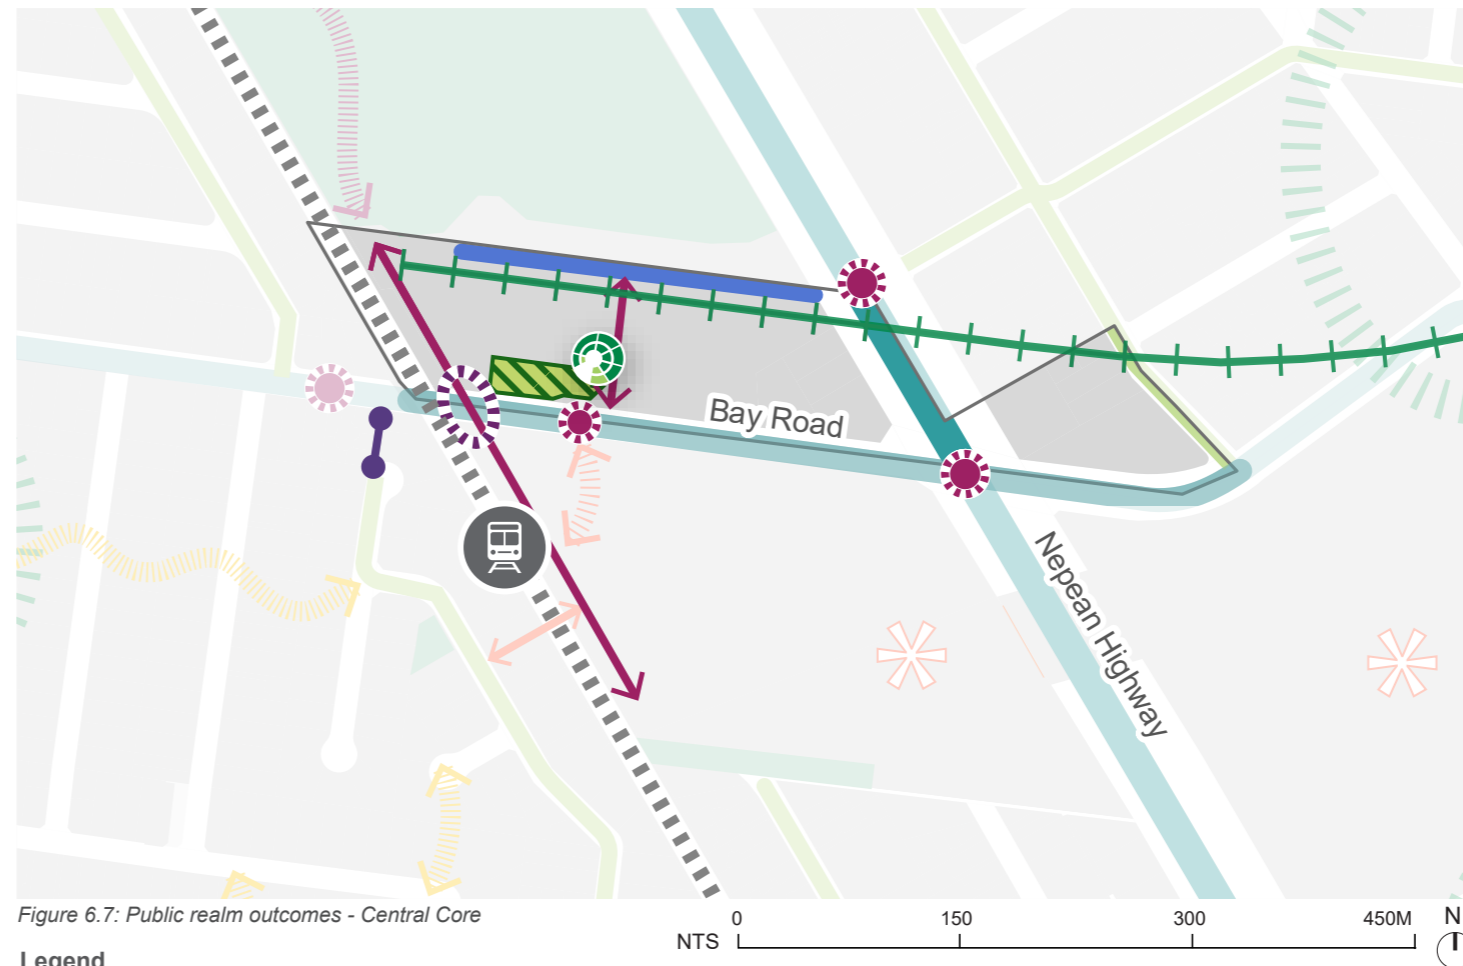 Bay Road
Nepean Highway
Figure 6.7: Public realm outcomes - Central Core
0 150 300 450M N
NTS
Legend